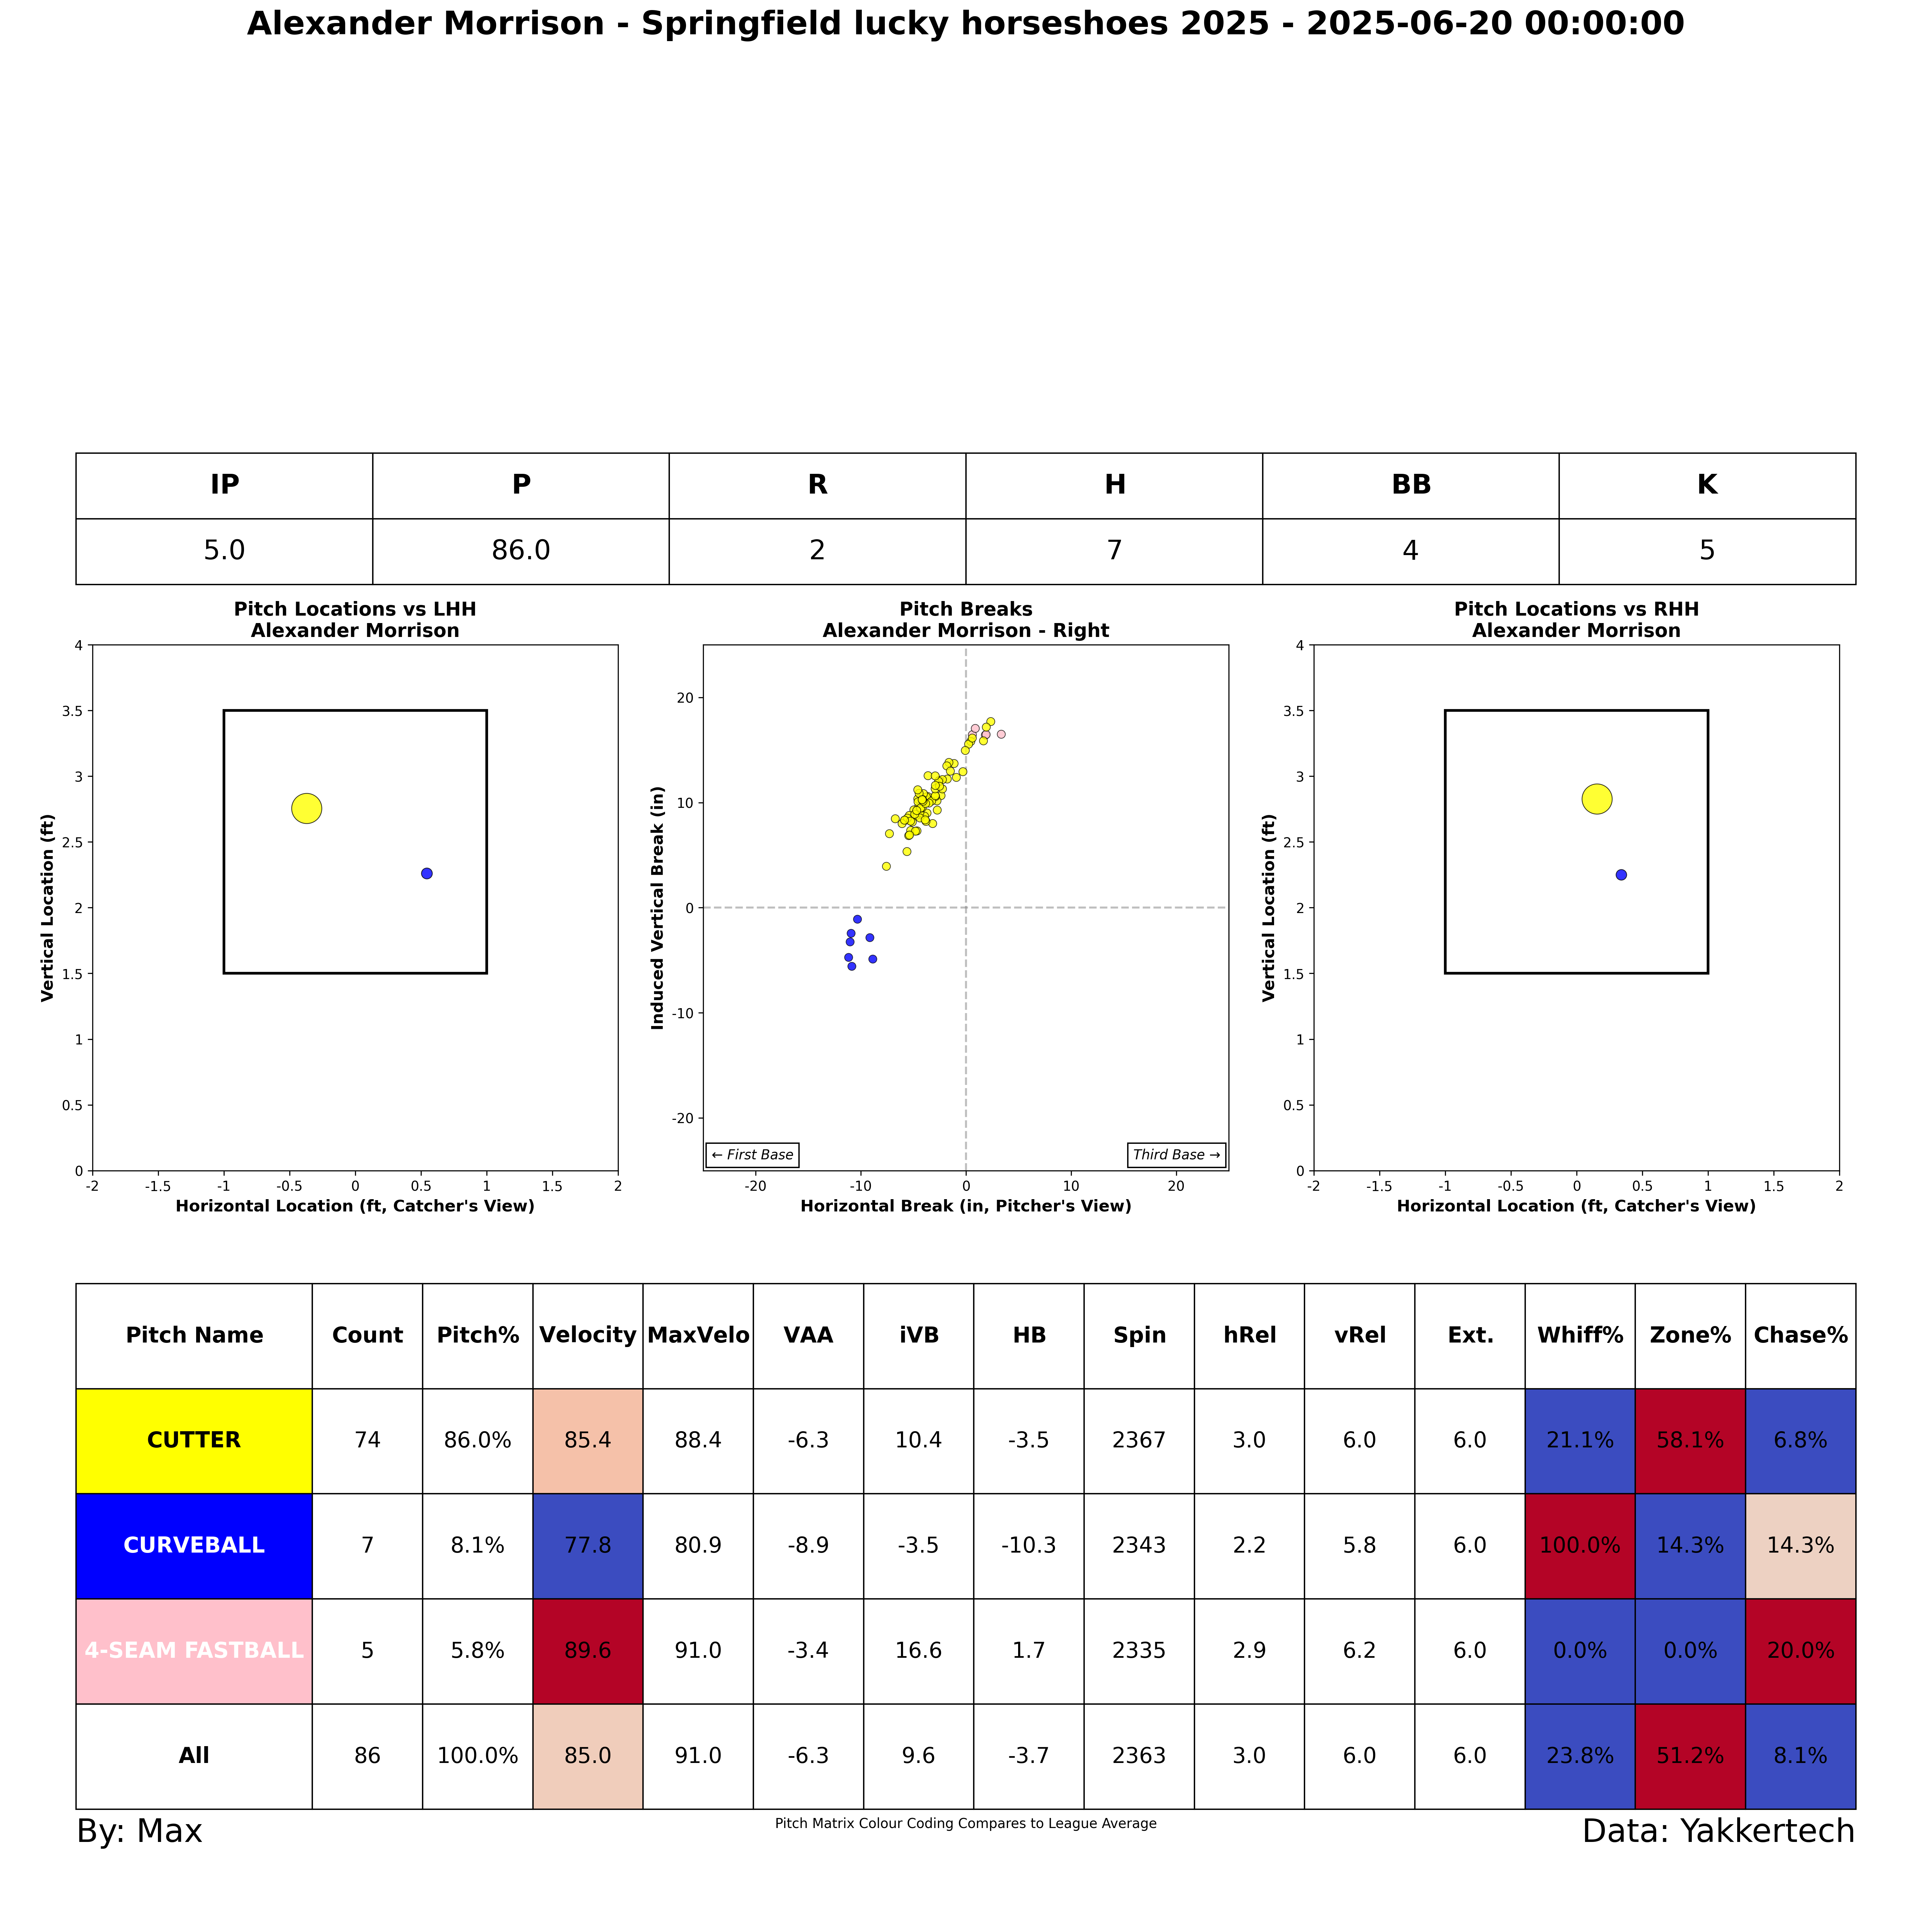 Alexander Morrison - Springfield lucky horseshoes 2025 - 2025-06-20 00:00:00
IP P R H BB K
5.0 86.0 2 7 4 5
Pitch Locations vs LHH
Alexander Morrison
4
3.5
3
2.5
2
1.5
1
0.5
0
-2 -1.5 -1 -0.5 0 0.5 1 1.5 2
Vertical Location (ft)
Horizontal Location (ft, Catcher's View)
Pitch Breaks
Alexander Morrison - Right
20
10
0
-10
-20
← First Base
Third Base →
-20 -10 0 10 20
Induced Vertical Break (in)
Horizontal Break (in, Pitcher's View)
Pitch Locations vs RHH
Alexander Morrison
4
3.5
3
2.5
2
1.5
1
0.5
0
-2 -1.5 -1 -0.5 0 0.5 1 1.5 2
Vertical Location (ft)
Horizontal Location (ft, Catcher's View)
Pitch Name Count Pitch% Velocity MaxVelo VAA iVB HB Spin hRel vRel Ext. Whiff% Zone% Chase%
CUTTER 74 86.0% 85.4 88.4 -6.3 10.4 -3.5 2367 3.0 6.0 6.0 21.1% 58.1% 6.8%
CURVEBALL 7 8.1% 77.8 80.9 -8.9 -3.5 -10.3 2343 2.2 5.8 6.0 100.0% 14.3% 14.3%
4-SEAM FASTBALL 5 5.8% 89.6 91.0 -3.4 16.6 1.7 2335 2.9 6.2 6.0 0.0% 0.0% 20.0%
All 86 100.0% 85.0 91.0 -6.3 9.6 -3.7 2363 3.0 6.0 6.0 23.8% 51.2% 8.1%
By: Max
Pitch Matrix Colour Coding Compares to League Average
Data: Yakkertech